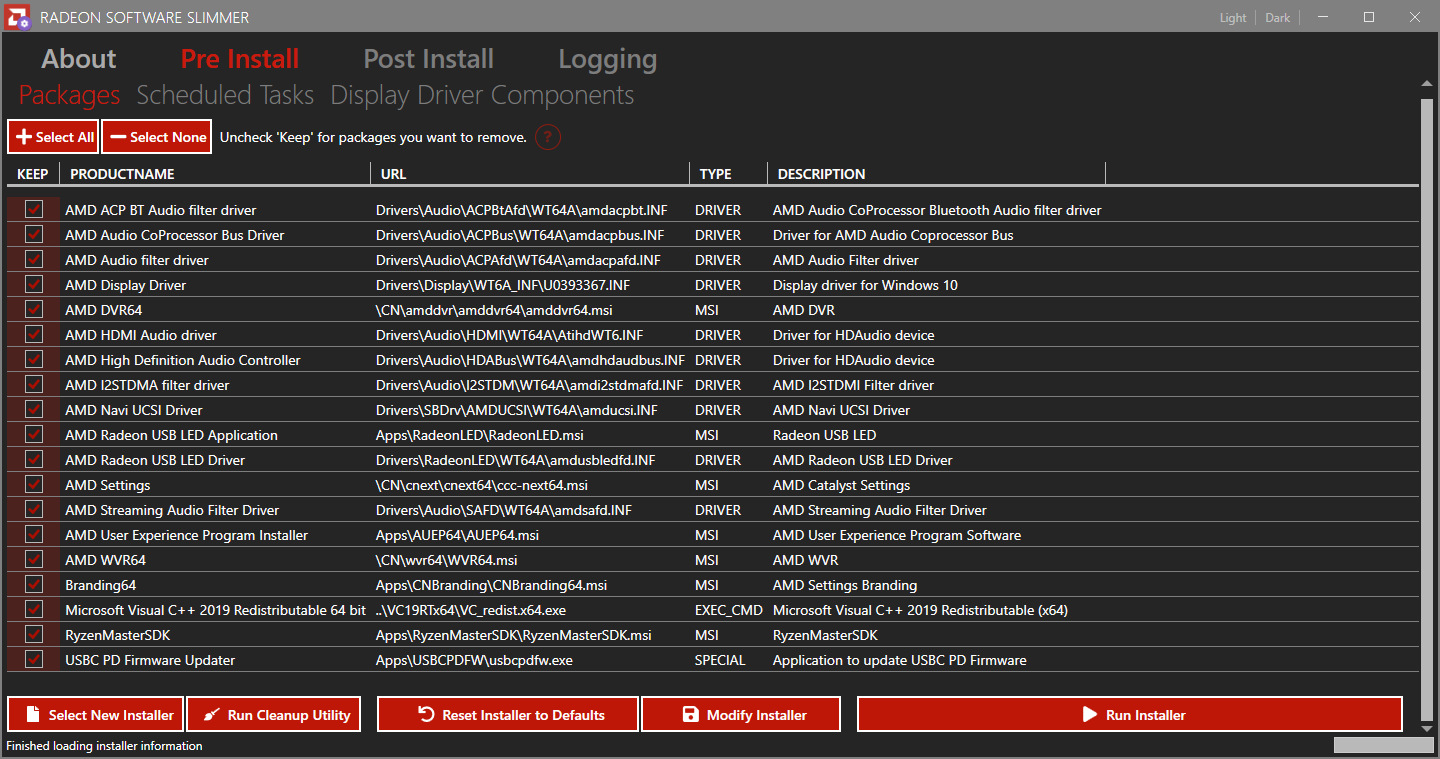 RADEON SOFTWARE SLIMMER Light Dark
About Pre Install Post Install Logging
Packages Scheduled Tasks Display Driver Components
Select All Select None Uncheck 'Keep' for packages you want to remove. ?
KEEP PRODUCTNAME URL TYPE DESCRIPTION
AMD ACP BT Audio filter driver Drivers\Audio\ACPBtAfd\WT64A\amdacpbt.INF DRIVER AMD Audio CoProcessor Bluetooth Audio filter driver
AMD Audio CoProcessor Bus Driver Drivers\Audio\ACPBus\WT64A\amdacpbus.INF DRIVER Driver for AMD Audio Coprocessor Bus
AMD Audio filter driver Drivers\Audio\ACPAfd\WT64A\amdacpafd.INF DRIVER AMD Audio Filter driver
AMD Display Driver Drivers\Display\WT6A_INF\U0393367.INF DRIVER Display driver for Windows 10
AMD DVR64 \CN\amddvr\amddvr64\amddvr64.msi MSI AMD DVR
AMD HDMI Audio driver Drivers\Audio\HDMI\WT64A\AtihdWT6.INF DRIVER Driver for HDAudio device
AMD High Definition Audio Controller Drivers\Audio\HDABus\WT64A\amdhdaudbus.INF DRIVER Driver for HDAudio device
AMD I2STDMA filter driver Drivers\Audio\I2STDM\WT64A\amdi2stdmafd.INF DRIVER AMD I2STDMI Filter driver
AMD Navi UCSI Driver Drivers\SBDrv\AMDUCSI\WT64A\amducsi.INF DRIVER AMD Navi UCSI Driver
AMD Radeon USB LED Application Apps\RadeonLED\RadeonLED.msi MSI Radeon USB LED
AMD Radeon USB LED Driver Drivers\RadeonLED\WT64A\amdusbledfd.INF DRIVER AMD Radeon USB LED Driver
AMD Settings \CN\cnext\cnext64\ccc-next64.msi MSI AMD Catalyst Settings
AMD Streaming Audio Filter Driver Drivers\Audio\SAFD\WT64A\amdsafd.INF DRIVER AMD Streaming Audio Filter Driver
AMD User Experience Program Installer Apps\AUEP64\AUEP64.msi MSI AMD User Experience Program Software
AMD WVR64 \CN\wvr64\WVR64.msi MSI AMD WVR
Branding64 Apps\CNBranding\CNBranding64.msi MSI AMD Settings Branding
Microsoft Visual C++ 2019 Redistributable 64 bit ..\VC19RTx64\VC_redist.x64.exe EXEC_CMD Microsoft Visual C++ 2019 Redistributable (x64)
RyzenMasterSDK Apps\RyzenMasterSDK\RyzenMasterSDK.msi MSI RyzenMasterSDK
USBC PD Firmware Updater Apps\USBCPDFW\usbcpdfw.exe SPECIAL Application to update USBC PD Firmware
Select New Installer Run Cleanup Utility Reset Installer to Defaults Modify Installer Run Installer
Finished loading installer information